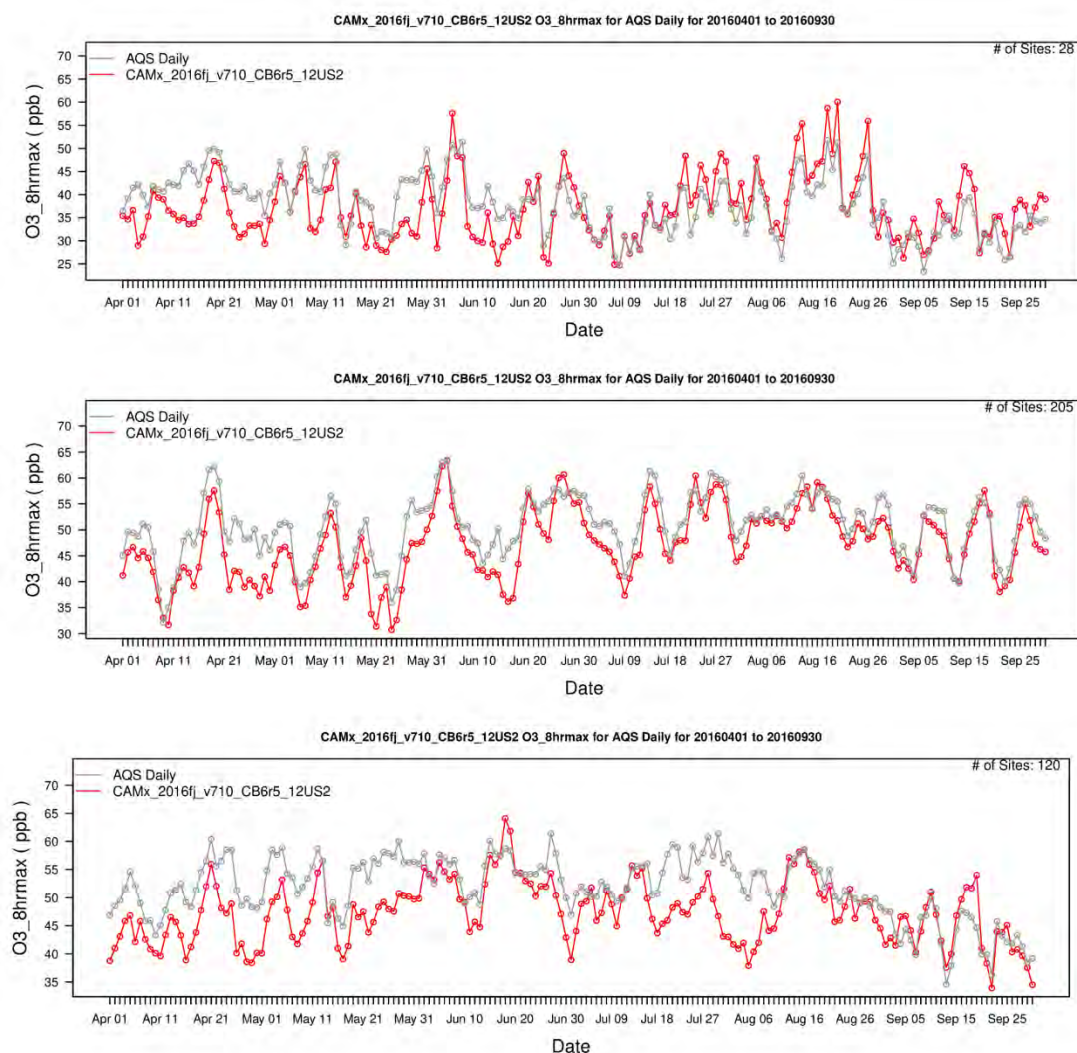 CAMx_2016fj_v710_CB6r5_12US2 O3_8hrmax for AQS Daily for 20160401 to 20160930
# of Sites: 28
AQS Daily
CAMx_2016fj_v710_CB6r5_12US2
O3_8hrmax ( ppb )
70
65
60
55
50
45
40
35
30
25
Apr 01 Apr 11 Apr 21 May 01 May 11 May 21 May 31 Jun 10 Jun 20 Jun 30 Jul 09 Jul 18 Jul 27 Aug 06 Aug 16 Aug 26 Sep 05 Sep 15 Sep 25
Date
CAMx_2016fj_v710_CB6r5_12US2 O3_8hrmax for AQS Daily for 20160401 to 20160930
# of Sites: 205
AQS Daily
CAMx_2016fj_v710_CB6r5_12US2
O3_8hrmax ( ppb )
70
65
60
55
50
45
40
35
30
Apr 01 Apr 11 Apr 21 May 01 May 11 May 21 May 31 Jun 10 Jun 20 Jun 30 Jul 09 Jul 18 Jul 27 Aug 06 Aug 16 Aug 26 Sep 05 Sep 15 Sep 25
Date
CAMx_2016fj_v710_CB6r5_12US2 O3_8hrmax for AQS Daily for 20160401 to 20160930
# of Sites: 120
AQS Daily
CAMx_2016fj_v710_CB6r5_12US2
O3_8hrmax ( ppb )
70
65
60
55
50
45
40
35
Apr 01 Apr 11 Apr 21 May 01 May 11 May 21 May 31 Jun 10 Jun 20 Jun 30 Jul 09 Jul 18 Jul 27 Aug 06 Aug 16 Aug 26 Sep 05 Sep 15 Sep 25
Date